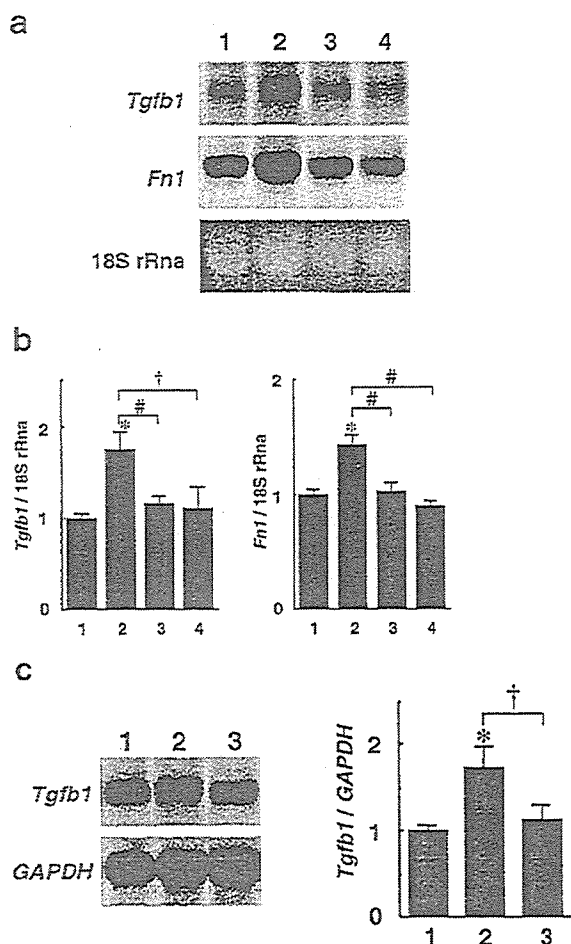 a
1 2 3 4
Tgfb1
Fn1
18S rRna
b
Tgfb1 / 18S rRna
2
1
0
†
#
*
1 2 3 4
Fn1 / 18S rRna
2
1
0
#
#
*
1 2 3 4
c
1 2 3
Tgfb1
GAPDH
Tgfb1 / GAPDH
2
1
0
†
*
1 2 3